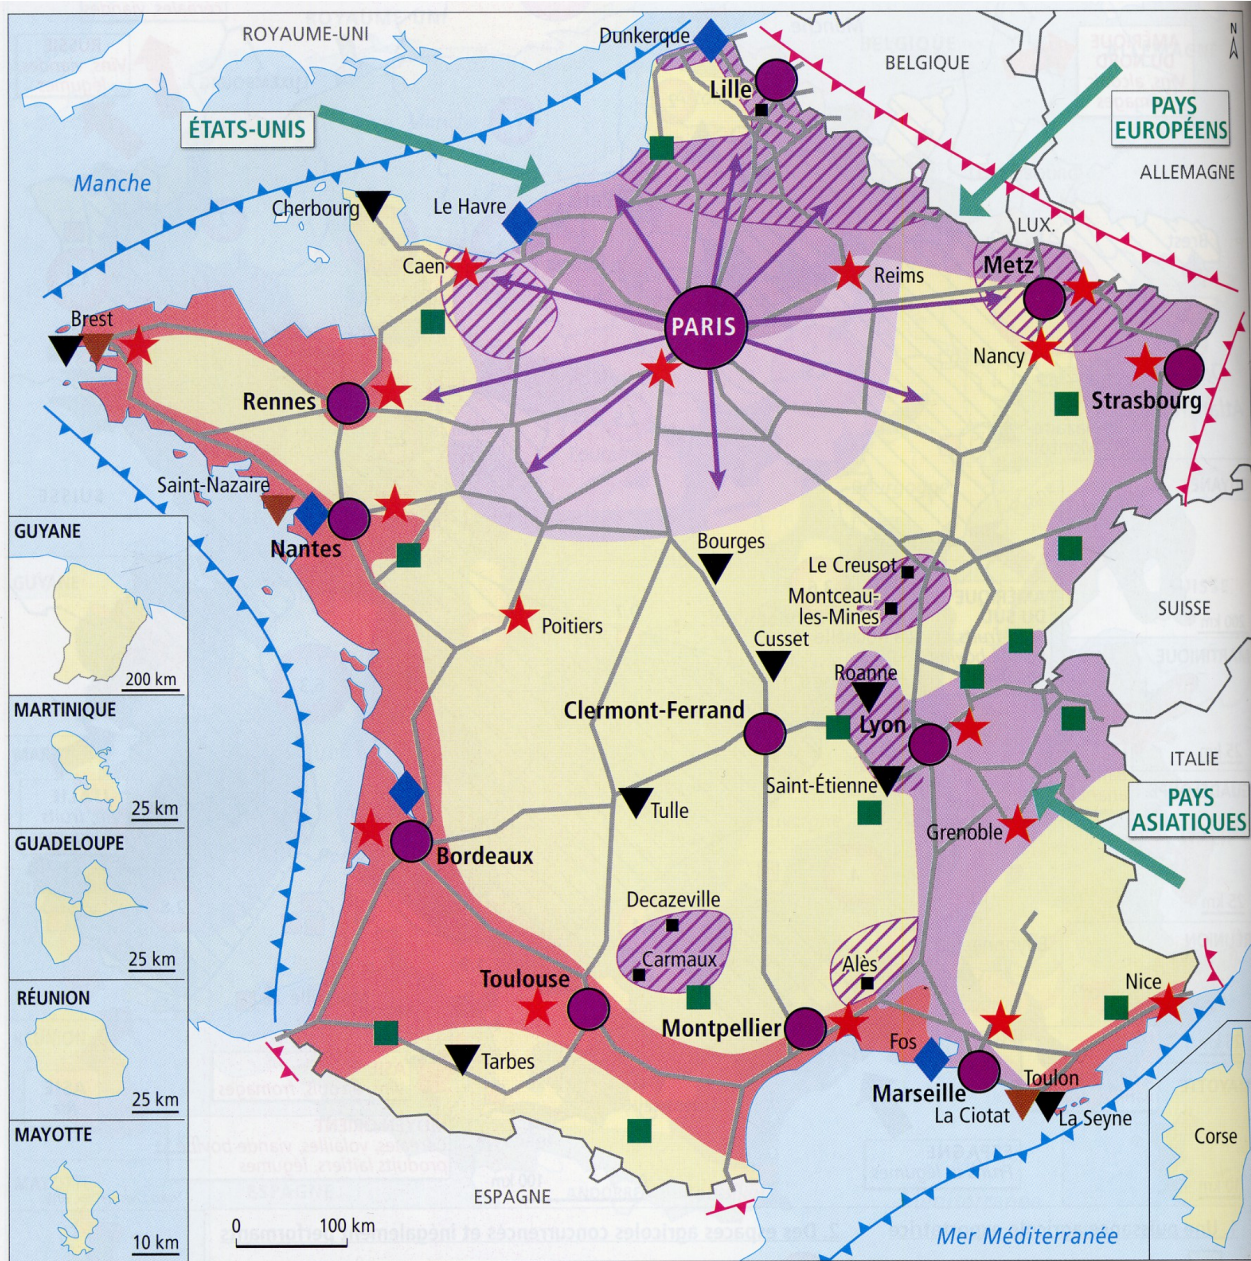 ROYAUME-UNI
Dunkerque
BELGIQUE
N
Lille
PAYS
EUROPÉENS
ÉTATS-UNIS
ALLEMAGNE
Manche
Cherbourg
Le Havre
LUX.
Caen
Reims
Metz
Brest
PARIS
Nancy
Rennes
Strasbourg
Saint-Nazaire
Nantes
Bourges
GUYANE
Le Creusot
Montceau-
les-Mines
SUISSE
Poitiers
Cusset
200 km
Roanne
MARTINIQUE
Clermont-Ferrand
Lyon
ITALIE
25 km
Saint-Étienne
PAYS
ASIATIQUES
Tulle
Grenoble
GUADELOUPE
Bordeaux
Decazeville
25 km
Carmaux
Alès
Toulouse
Nice
RÉUNION
Montpellier
Fos
Tarbes
Marseille
Toulon
25 km
La Ciotat
La Seyne
MAYOTTE
Corse
ESPAGNE
0 100 km
10 km
Mer Méditerranée